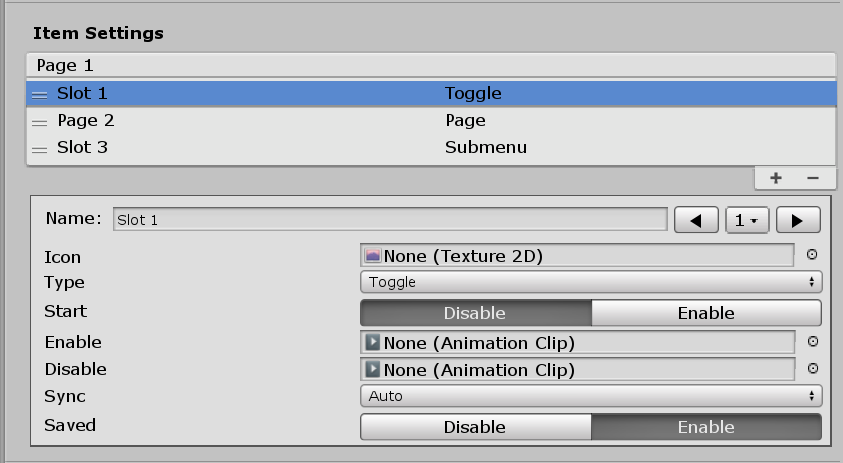 Item Settings
Page 1
Slot 1 Toggle
Page 2 Page
Slot 3 Submenu
+ −
Name: Slot 1 1
Icon None (Texture 2D)
Type Toggle
Start Disable Enable
Enable None (Animation Clip)
Disable None (Animation Clip)
Sync Auto
Saved Disable Enable